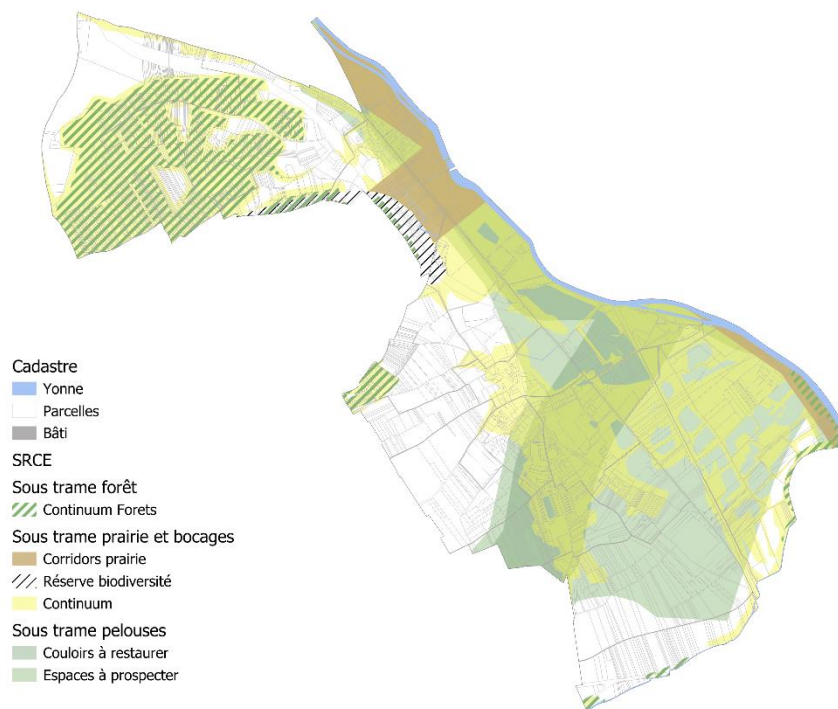 Cadastre
Yonne
Parcelles
Bâti
SRCE
Sous trame forêt
Continuum Forets
Sous trame prairie et bocages
Corridors prairie
Réserve biodiversité
Continuum
Sous trame pelouses
Couloirs à restaurer
Espaces à prospecter